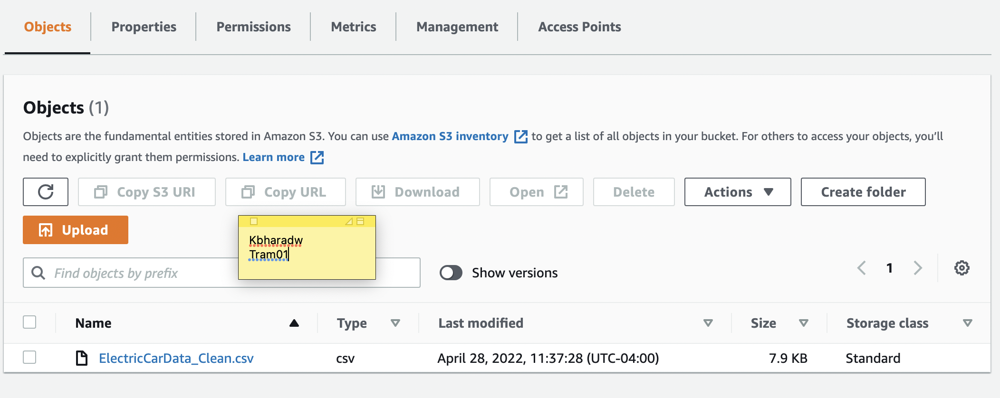 Objects
Properties
Permissions
Metrics
Management
Access Points
Objects (1)
Objects are the fundamental entities stored in Amazon S3. You can use Amazon S3 inventory to get a list of all objects in your bucket. For others to access your objects, you'll
need to explicitly grant them permissions. Learn more
Copy S3 URI
Copy URL
Download
Open
Delete
Actions
Create folder
Upload
Kbharadw
Tram01
Find objects by prefix
Show versions
1
Name
Type
Last modified
Size
Storage class
ElectricCarData_Clean.csv
csv
April 28, 2022, 11:37:28 (UTC-04:00)
7.9 KB
Standard